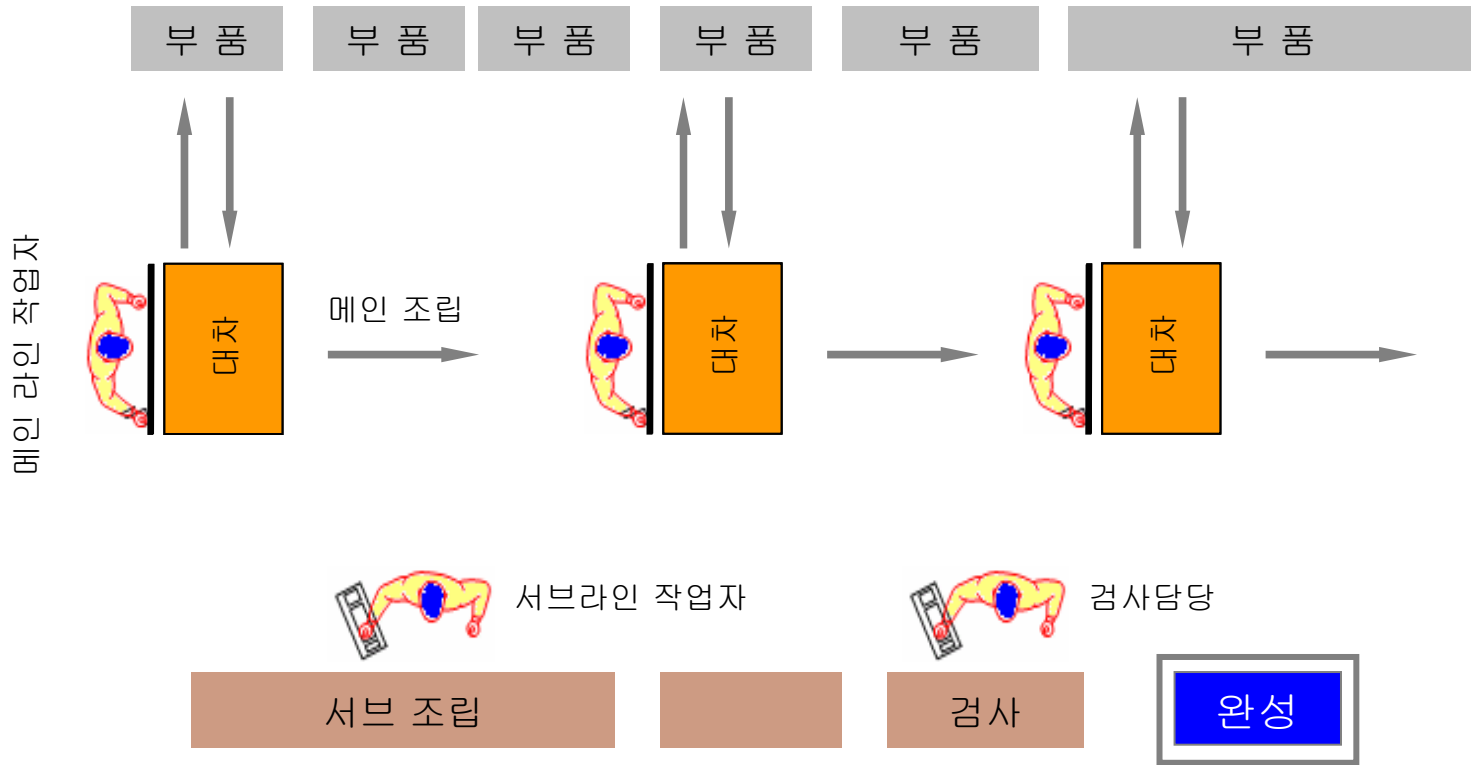 부 품
부 품
부 품
부 품
부 품
부 품
메인 라인 작업자
대차
메인 조립
대차
대차
서브라인 작업자
검사담당
서브 조립
검사
완성